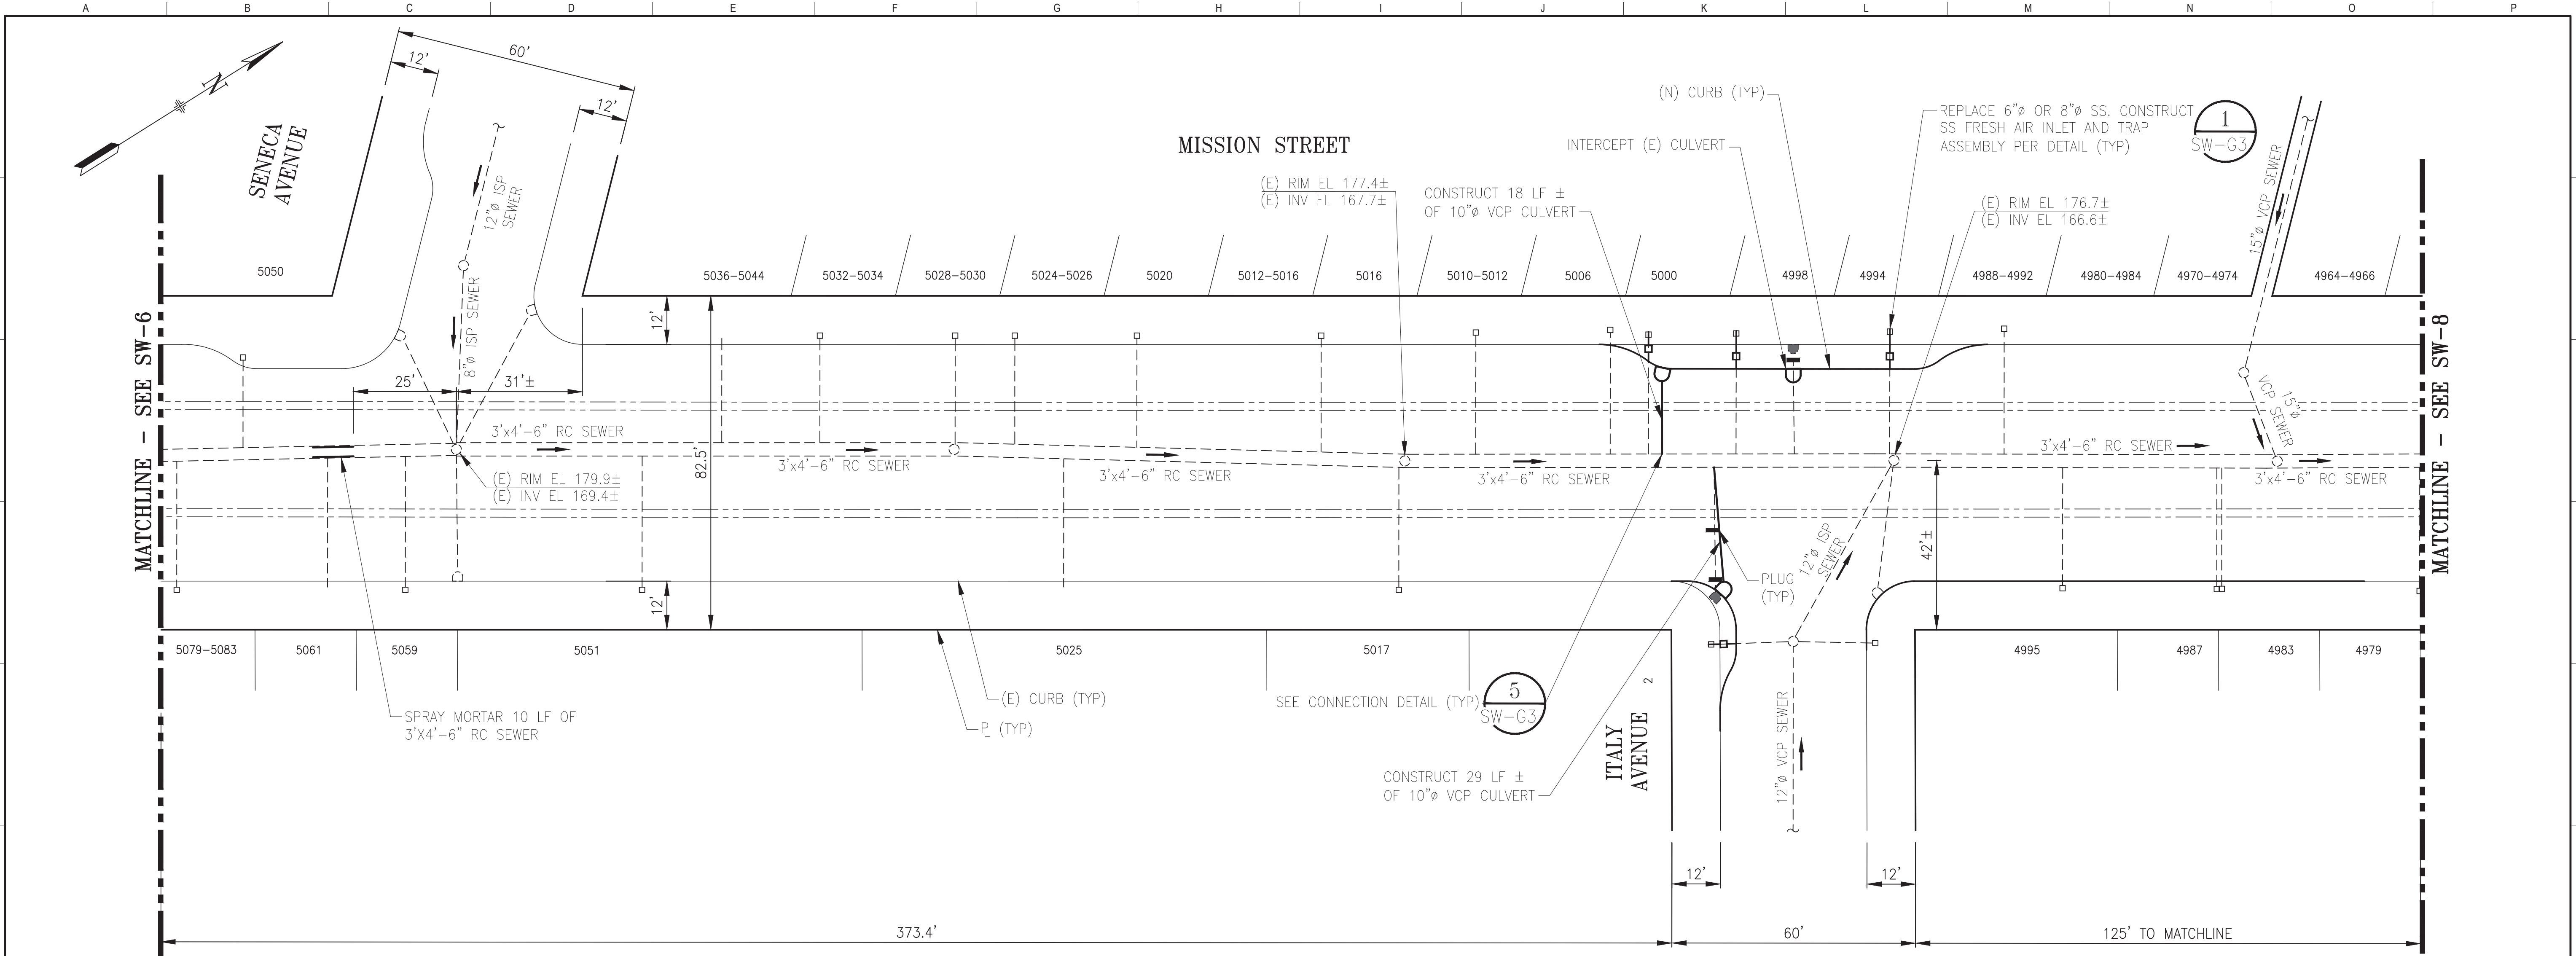 A B C D E F G H I J K L M N O P
60'
12'
12'
N
SENECA
AVENUE
12"ø ISP
SEWER
8"ø ISP SEWER
MISSION STREET
(N) CURB (TYP)
INTERCEPT (E) CULVERT
REPLACE 6"ø OR 8"ø SS. CONSTRUCT
SS FRESH AIR INLET AND TRAP
ASSEMBLY PER DETAIL (TYP)
1
SW-G3
15"ø VCP SEWER
(E) RIM EL 177.4±
(E) INV EL 167.7±
CONSTRUCT 18 LF ±
OF 10"ø VCP CULVERT
(E) RIM EL 176.7±
(E) INV EL 166.6±
5050
5036-5044
5032-5034
5028-5030
5024-5026
5020
5012-5016
5016
5010-5012
5006
5000
4998
4994
4988-4992
4980-4984
4970-4974
4964-4966
MATCHLINE - SEE SW-6
12'
25'
31'±
15"ø
VCP SEWER
MATCHLINE - SEE SW-8
3'x4'-6" RC SEWER
3'x4'-6" RC SEWER
3'x4'-6" RC SEWER
3'x4'-6" RC SEWER
3'x4'-6" RC SEWER
3'x4'-6" RC SEWER
(E) RIM EL 179.9±
(E) INV EL 169.4±
82.5'
12"ø ISP
SEWER
42'±
PLUG
(TYP)
12'
5079-5083
5061
5059
5051
5025
5017
4995
4987
4983
4979
SPRAY MORTAR 10 LF OF
3'X4'-6" RC SEWER
(E) CURB (TYP)
PL (TYP)
SEE CONNECTION DETAIL (TYP)
5
SW-G3
2
ITALY
AVENUE
12"ø VCP SEWER
CONSTRUCT 29 LF ±
OF 10"ø VCP CULVERT
12'
12'
373.4'
60'
125' TO MATCHLINE